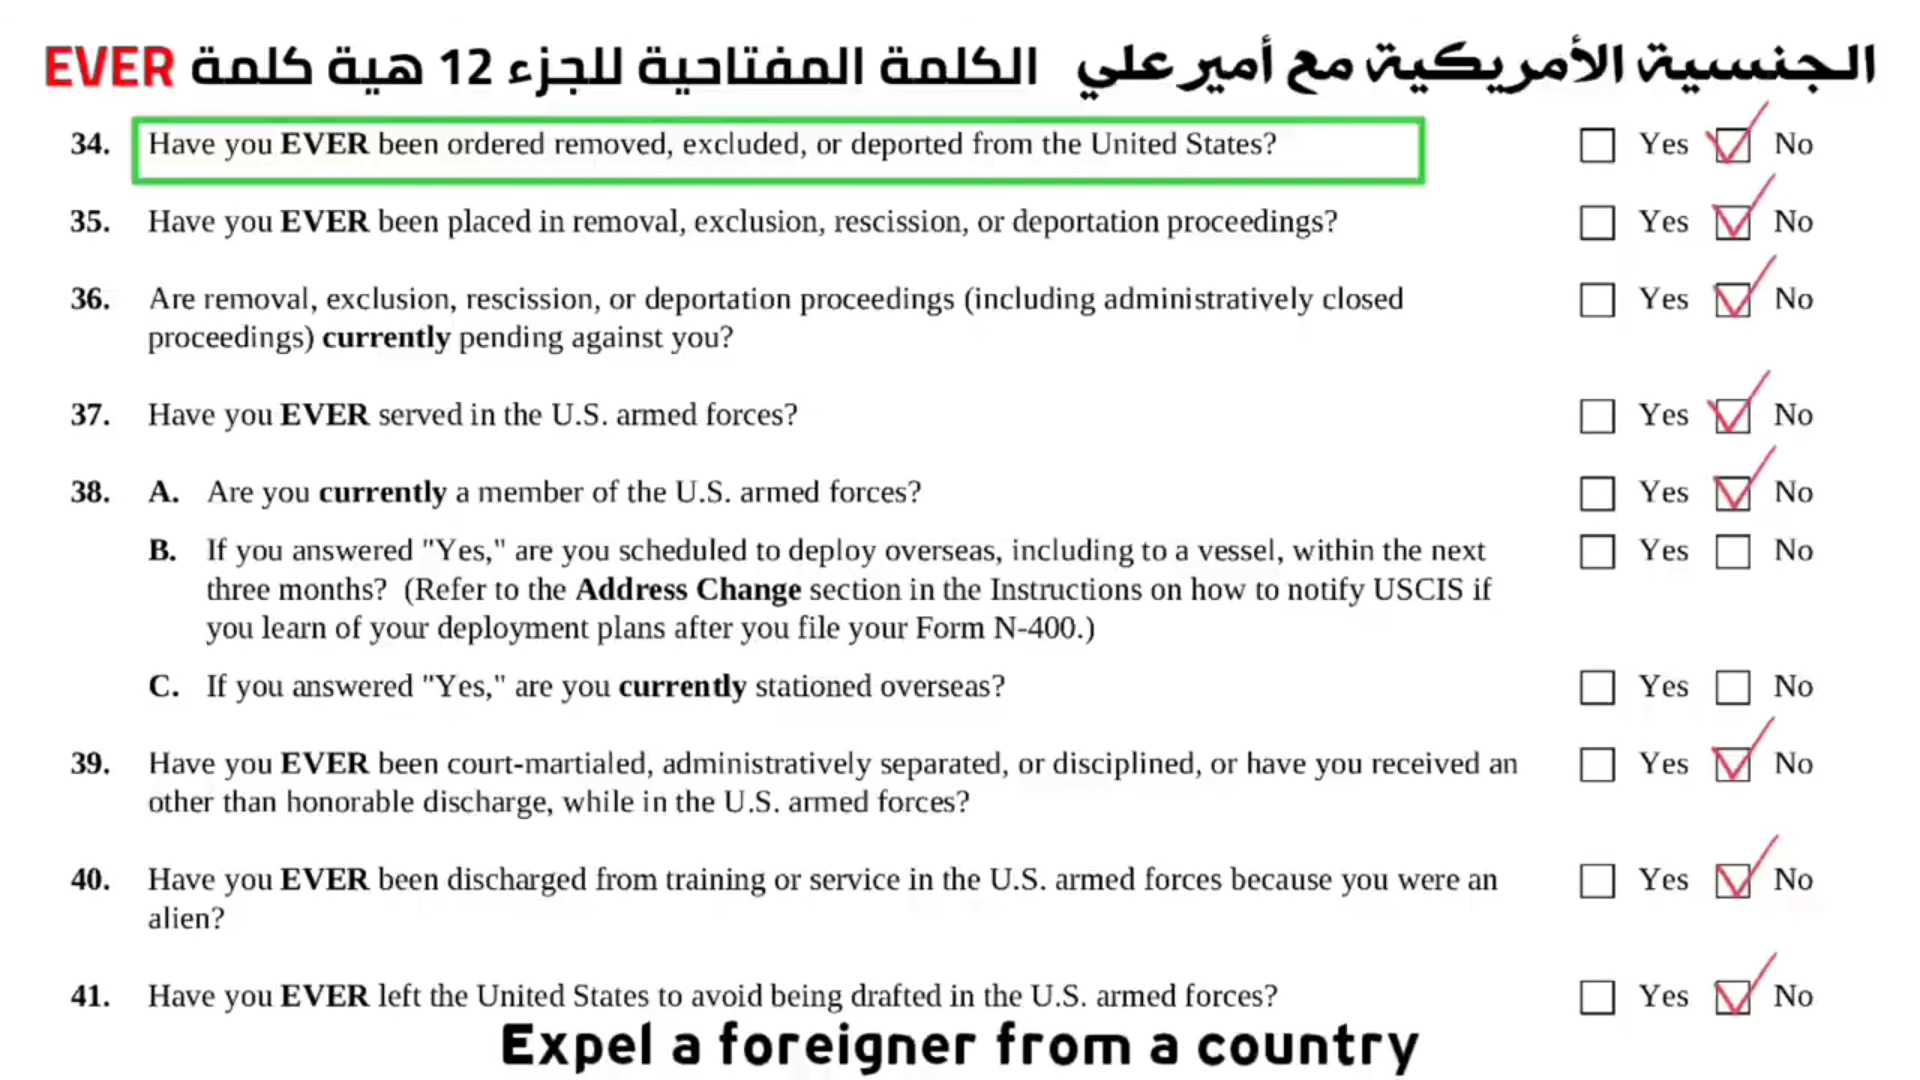 الجنسية الأمريكية مع أمير علي الكلمة المفتاحية للجزء 12 هية كلمة EVER
34. Have you EVER been ordered removed, excluded, or deported from the United States? Yes No
35. Have you EVER been placed in removal, exclusion, rescission, or deportation proceedings? Yes No
36. Are removal, exclusion, rescission, or deportation proceedings (including administratively closed Yes No
proceedings) currently pending against you?
37. Have you EVER served in the U.S. armed forces? Yes No
38. A. Are you currently a member of the U.S. armed forces? Yes No
B. If you answered "Yes," are you scheduled to deploy overseas, including to a vessel, within the next Yes No
three months? (Refer to the Address Change section in the Instructions on how to notify USCIS if
you learn of your deployment plans after you file your Form N-400.)
C. If you answered "Yes," are you currently stationed overseas? Yes No
39. Have you EVER been court-martialed, administratively separated, or disciplined, or have you received an Yes No
other than honorable discharge, while in the U.S. armed forces?
40. Have you EVER been discharged from training or service in the U.S. armed forces because you were an Yes No
alien?
41. Have you EVER left the United States to avoid being drafted in the U.S. armed forces? Yes No
Expel a foreigner from a country